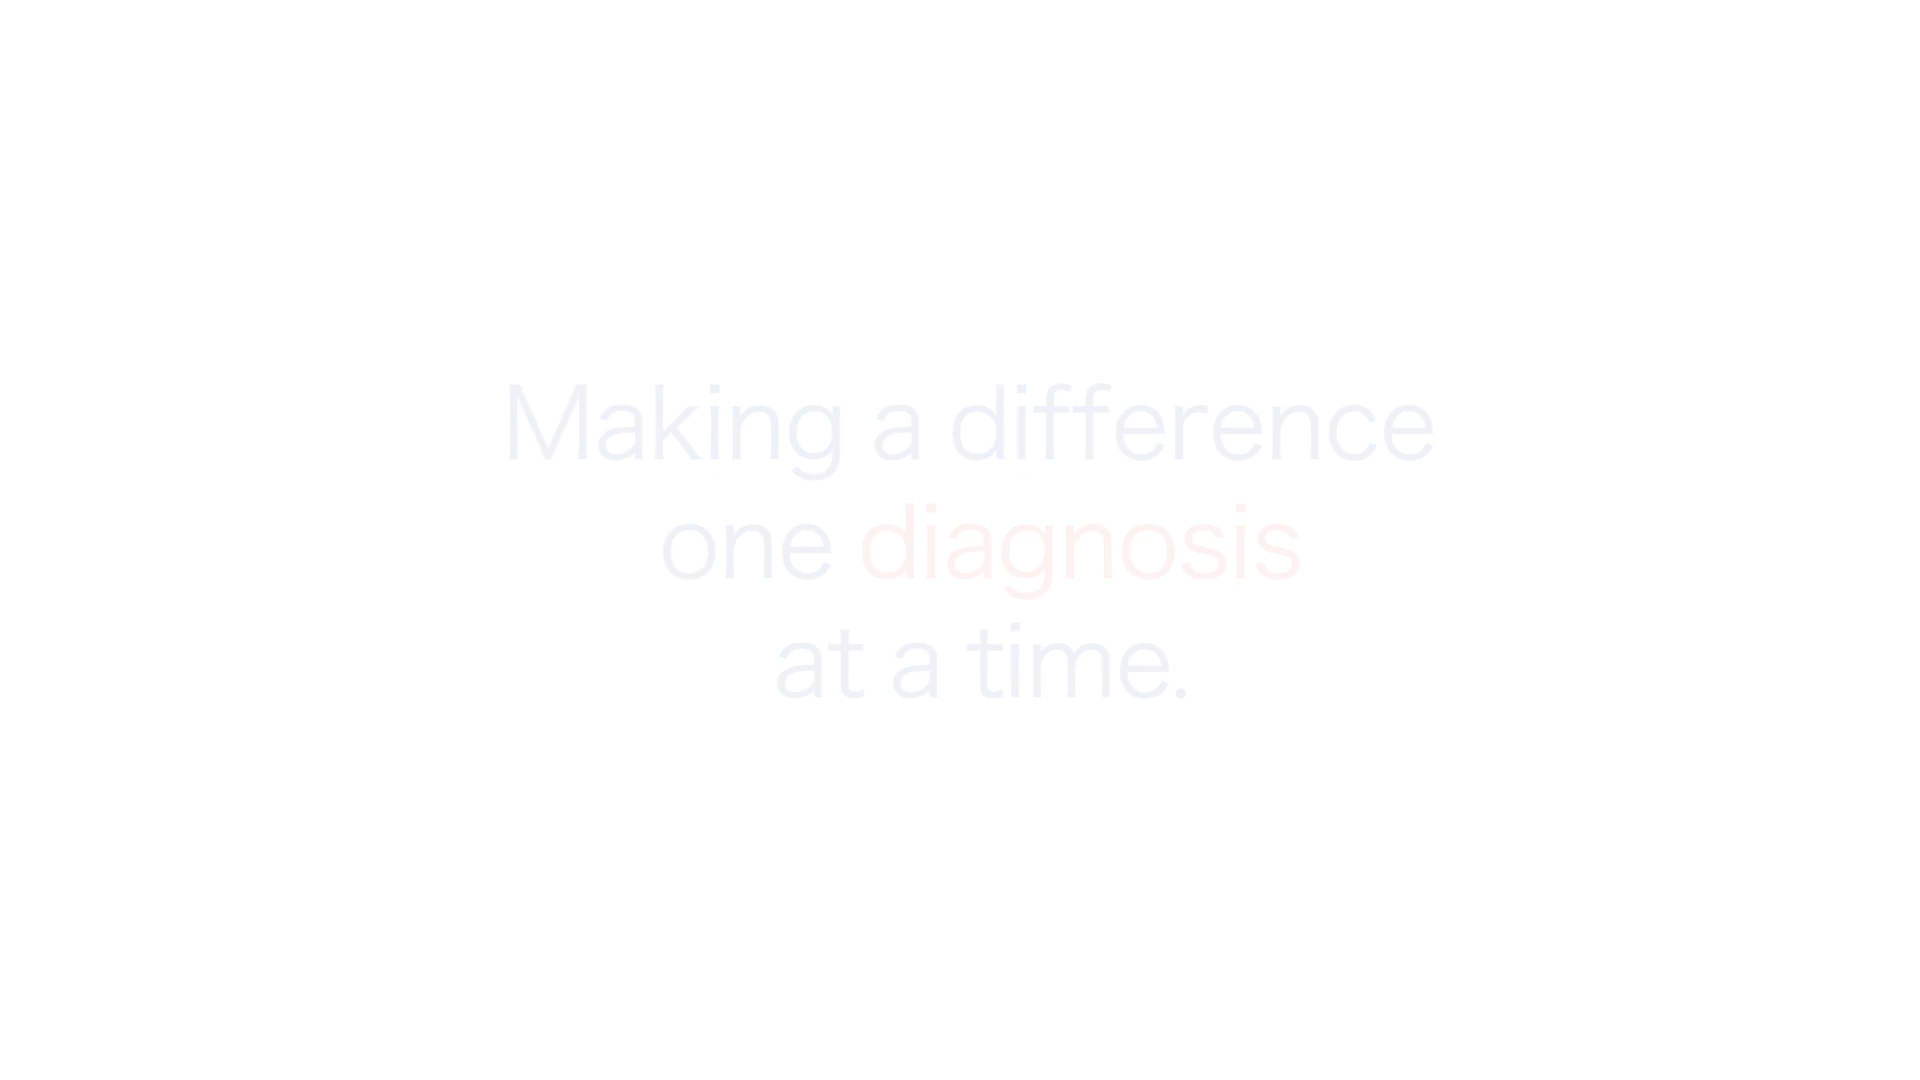 Making a difference
one diagnosis
at a time.